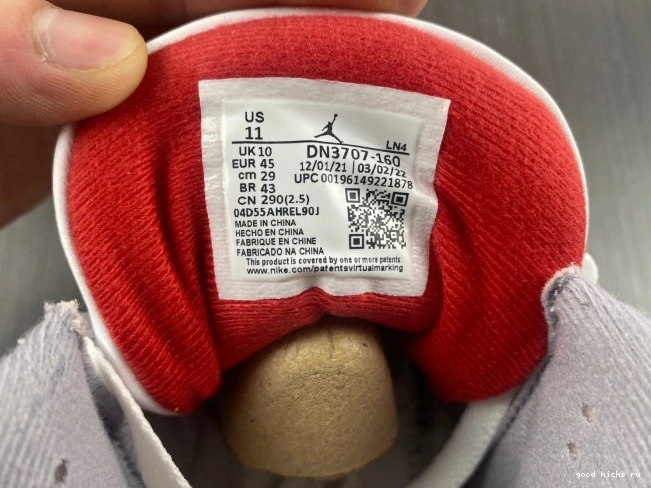 US
11
LN4
UK 10
EUR 45
cm 29
BR 43
CN 290(2.5)
DN3707-160
12/01/21 | 03/02/22
UPC 00196149221878
04D55AHREL90J
MADE IN CHINA
HECHO EN CHINA
FABRIQUE EN CHINE
FABRICADO NA CHINA
This product is covered by one or more patents:
www.nike.com/patentsvirtualmarking
good kicks ru